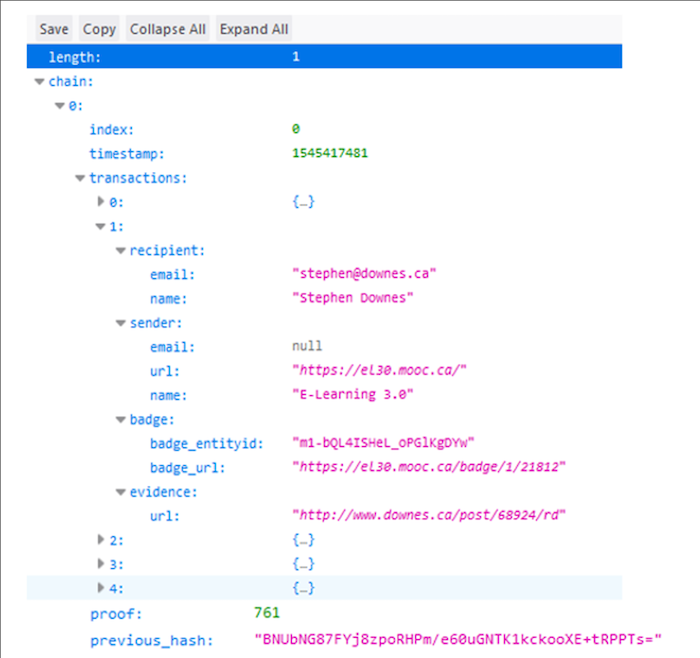 Save Copy Collapse All Expand All
length: 1
chain:
0:
index: 0
timestamp: 1545417481
transactions:
0: {…}
1:
recipient:
email: "stephen@downes.ca"
name: "Stephen Downes"
sender:
email: null
url: "https://el30.mooc.ca/"
name: "E-Learning 3.0"
badge:
badge_entityid: "m1-bQL4ISHeL_oPGlKgDYw"
badge_url: "https://el30.mooc.ca/badge/1/21812"
evidence:
url: "http://www.downes.ca/post/68924/rd"
2: {…}
3: {…}
4: {…}
proof: 761
previous_hash: "BNUbNG87FYj8zpoRHPm/e60uGNTK1kckooXE+tRPPTs="